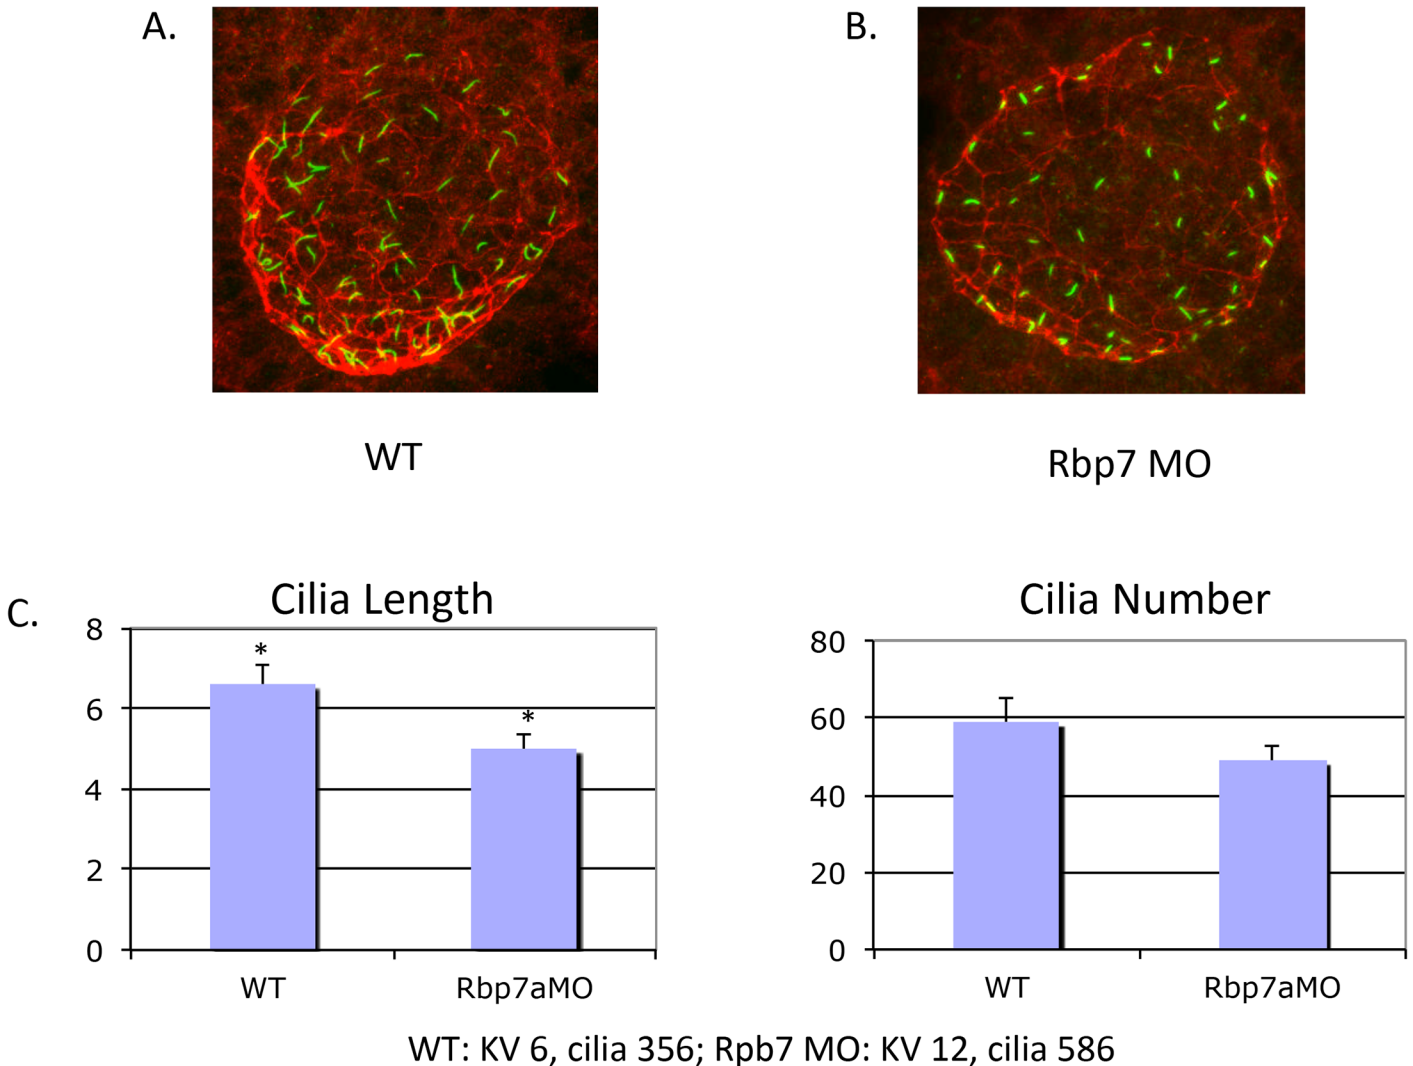 A.
B.
WT
Rbp7 MO
C.
Cilia Length
8
6
4
2
0
*
*
WT
Rbp7aMO
Cilia Number
80
60
40
20
0
WT
Rbp7aMO
WT: KV 6, cilia 356; Rpb7 MO: KV 12, cilia 586